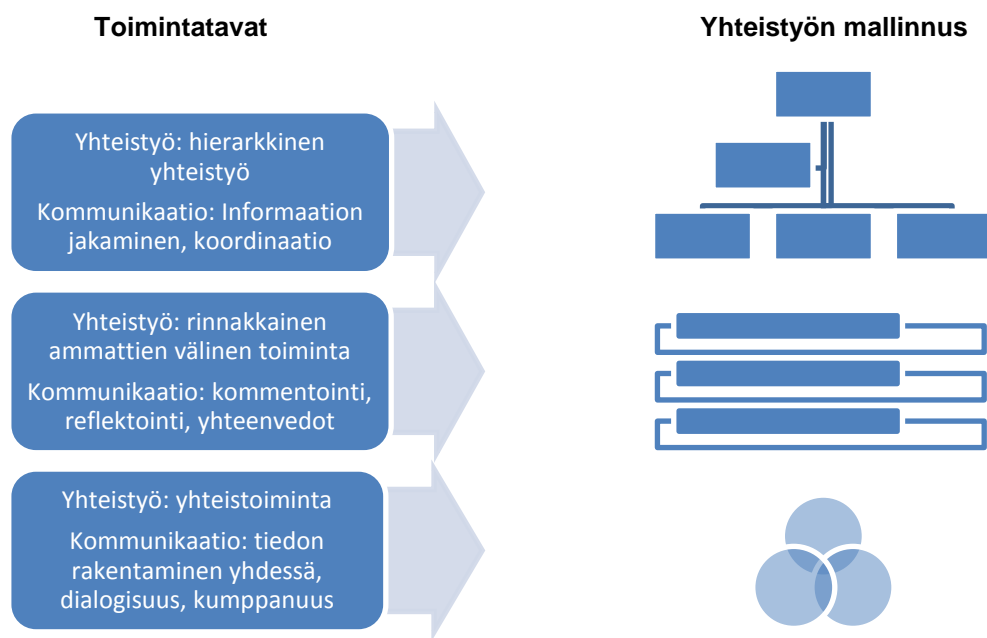 Toimintatavat
Yhteistyön mallinnus
Yhteistyö: hierarkkinen
yhteistyö
Kommunikaatio: Informaation
jakaminen, koordinaatio
Yhteistyö: rinnakkainen
ammattien välinen toiminta
Kommunikaatio: kommentointi,
reflektointi, yhteenvedot
Yhteistyö: yhteistoiminta
Kommunikaatio: tiedon
rakentaminen yhdessä,
dialogisuus, kumppanuus